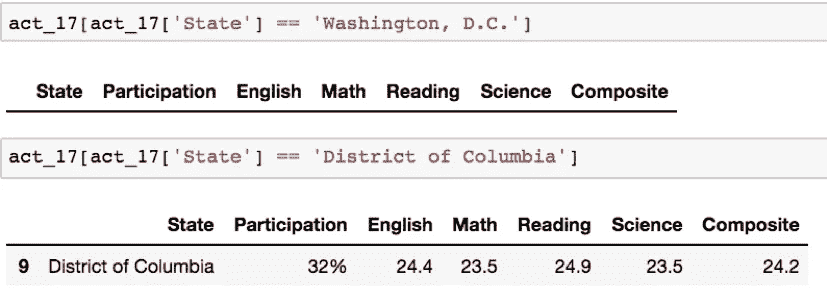 act_17[act_17['State'] == 'Washington, D.C.']
State Participation English Math Reading Science Composite
act_17[act_17['State'] == 'District of Columbia']
State Participation English Math Reading Science Composite
9 District of Columbia 32% 24.4 23.5 24.9 23.5 24.2